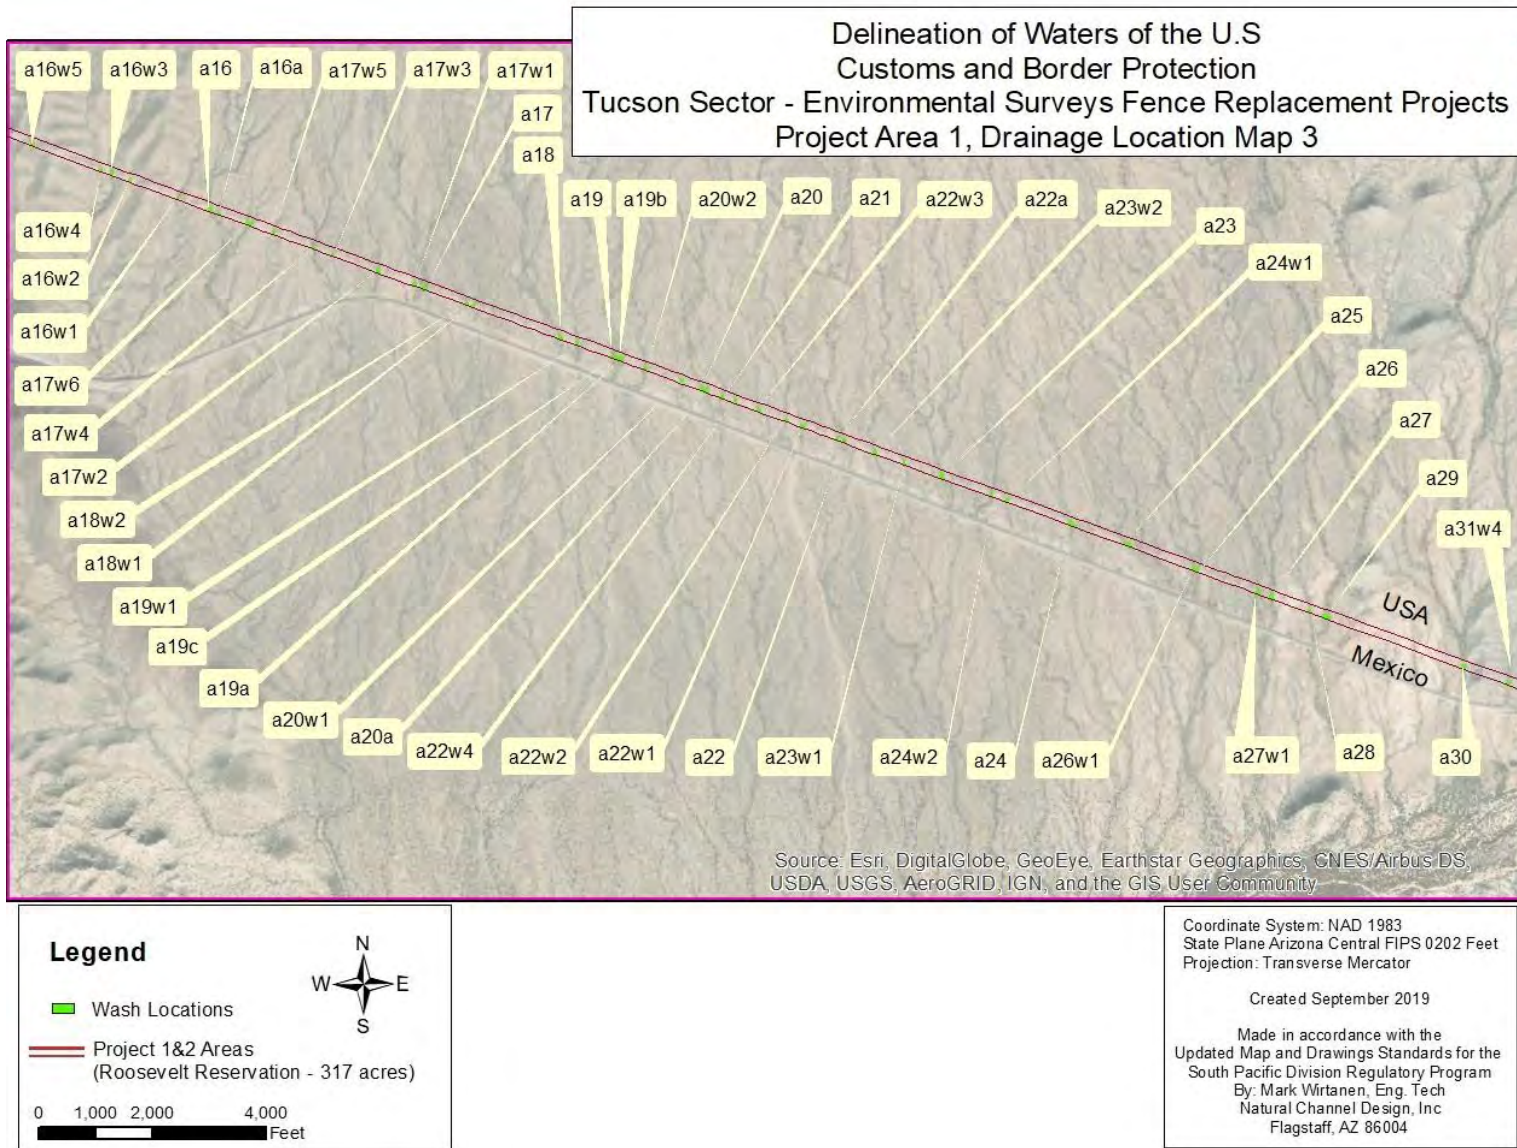 Delineation of Waters of the U.S
Customs and Border Protection
Tucson Sector - Environmental Surveys Fence Replacement Projects
Project Area 1, Drainage Location Map 3
a16w5
a16w3
a16
a16a
a17w5
a17w3
a17w1
a17
a18
a19
a19b
a20w2
a20
a21
a22w3
a22a
a23w2
a23
a24w1
a25
a26
a27
a29
a31w4
a16w4
a16w2
a16w1
a17w6
a17w4
a17w2
a18w2
a18w1
a19w1
a19c
a19a
a20w1
a20a
a22w4
a22w2
a22w1
a22
a23w1
a24w2
a24
a26w1
a27w1
a28
a30
USA
Mexico
Source: Esri, DigitalGlobe, GeoEye, Earthstar Geographics, CNES/Airbus DS,
USDA, USGS, AeroGRID, IGN, and the GIS User Community
Legend
N
W E
S
Wash Locations
Project 1&2 Areas
(Roosevelt Reservation - 317 acres)
0 1,000 2,000 4,000
Feet
Coordinate System: NAD 1983
State Plane Arizona Central FIPS 0202 Feet
Projection: Transverse Mercator
Created September 2019
Made in accordance with the
Updated Map and Drawings Standards for the
South Pacific Division Regulatory Program
By: Mark Wirtanen, Eng. Tech
Natural Channel Design, Inc
Flagstaff, AZ 86004